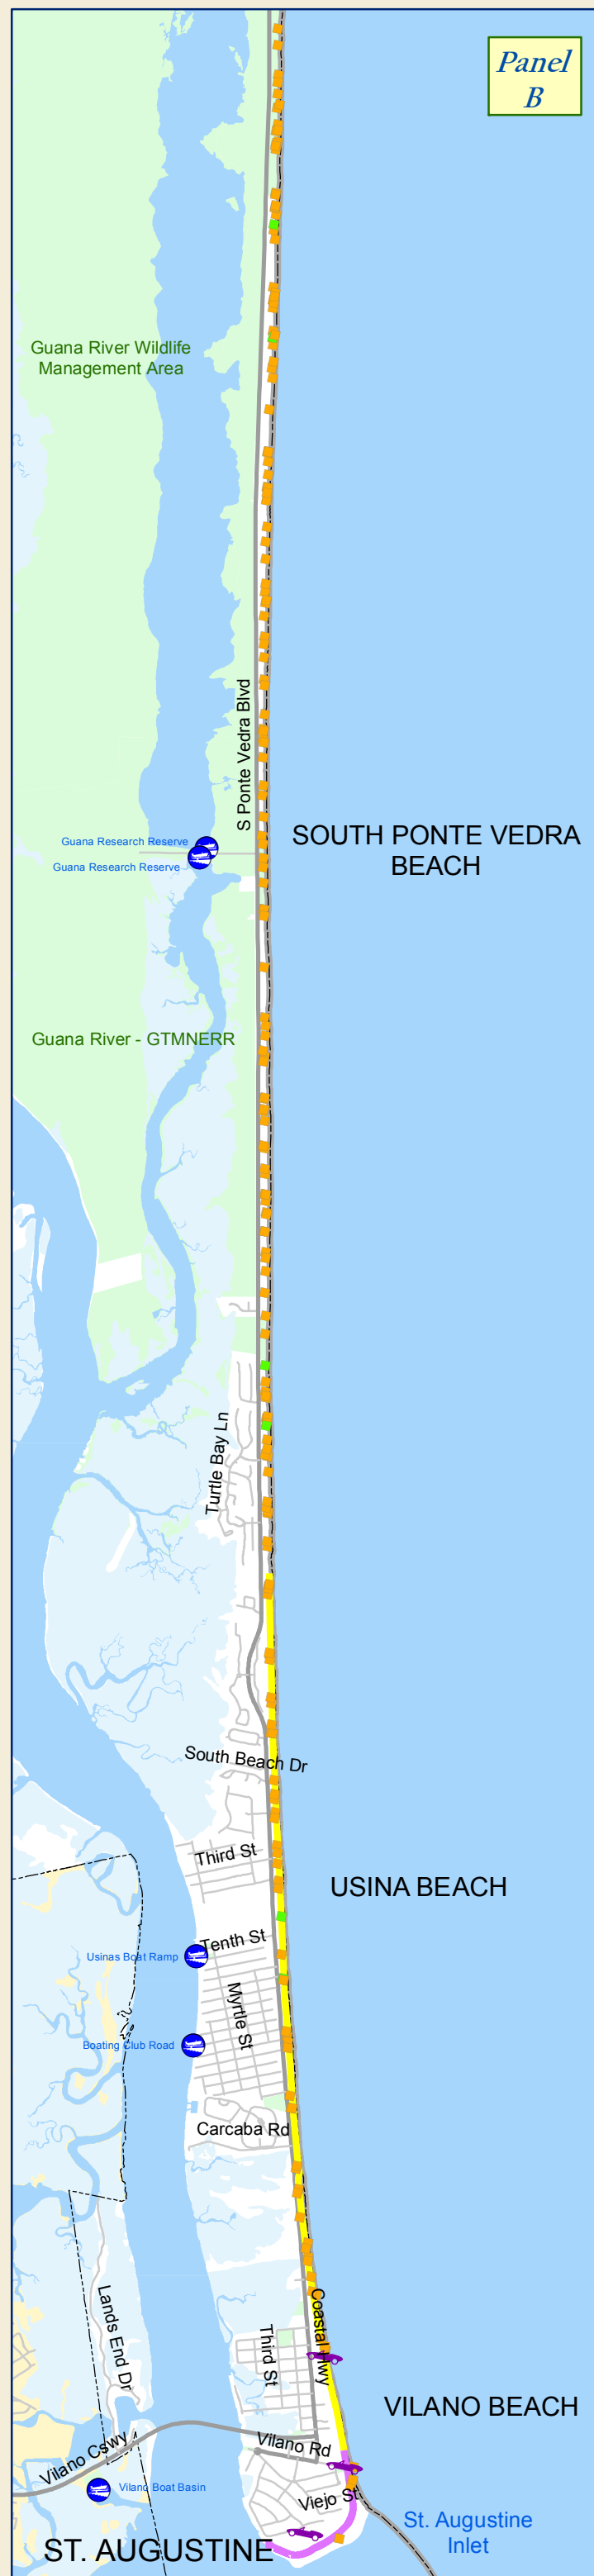 Panel
B
Guana River Wildlife
Management Area
S Ponte Vedra Blvd
Guana Research Reserve
Guana Research Reserve
SOUTH PONTE VEDRA
BEACH
Guana River - GTMNERR
Turtle Bay Ln
South Beach Dr
Third St
USINA BEACH
Tenth St
Usinas Boat Ramp
Myrtle St
Boating Club Road
Carcaba Rd
Lands End Dr
Coastal Hwy
Third St
VILANO BEACH
Vilano Rd
Vilano Cswy
Vilano Boat Basin
Viejo St
St. Augustine
Inlet
ST. AUGUSTINE